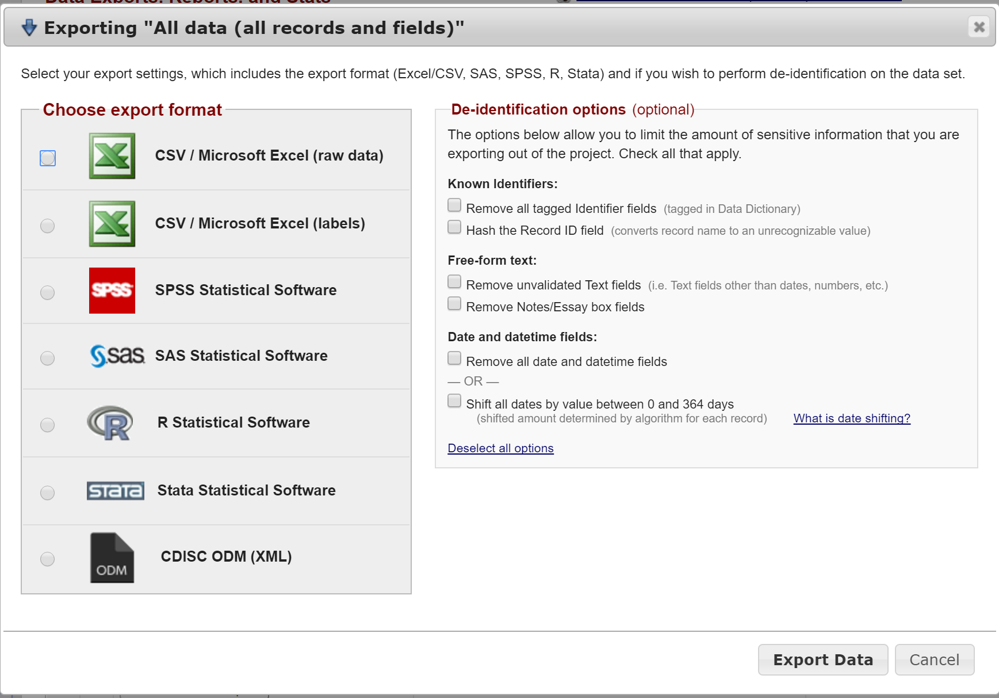 Data Exports, Reports, and Stats
Exporting "All data (all records and fields)"
Select your export settings, which includes the export format (Excel/CSV, SAS, SPSS, R, Stata) and if you wish to perform de-identification on the data set.
Choose export format
CSV / Microsoft Excel (raw data)
CSV / Microsoft Excel (labels)
SPSS
SPSS Statistical Software
sas
SAS Statistical Software
R
R Statistical Software
STATA
Stata Statistical Software
ODM
CDISC ODM (XML)
De-identification options (optional)
The options below allow you to limit the amount of sensitive information that you are
exporting out of the project. Check all that apply.
Known Identifiers:
Remove all tagged Identifier fields (tagged in Data Dictionary)
Hash the Record ID field (converts record name to an unrecognizable value)
Free-form text:
Remove unvalidated Text fields (i.e. Text fields other than dates, numbers, etc.)
Remove Notes/Essay box fields
Date and datetime fields:
Remove all date and datetime fields
— OR —
Shift all dates by value between 0 and 364 days
(shifted amount determined by algorithm for each record) What is date shifting?
Deselect all options
Export Data Cancel